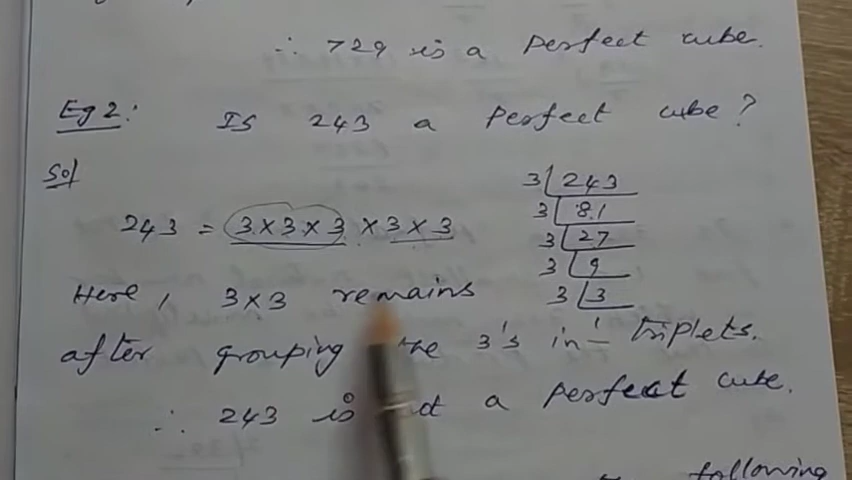 ∴ 729 is a perfect cube.
Eg 2: Is 243 a perfect cube?
Sol
243 = 3×3×3 × 3×3
3 | 243
3 | 81
3 | 27
3 | 9
3 | 3
Here, 3×3 remains
after grouping the 3's in triplets.
∴ 243 is a perfect cube.
following